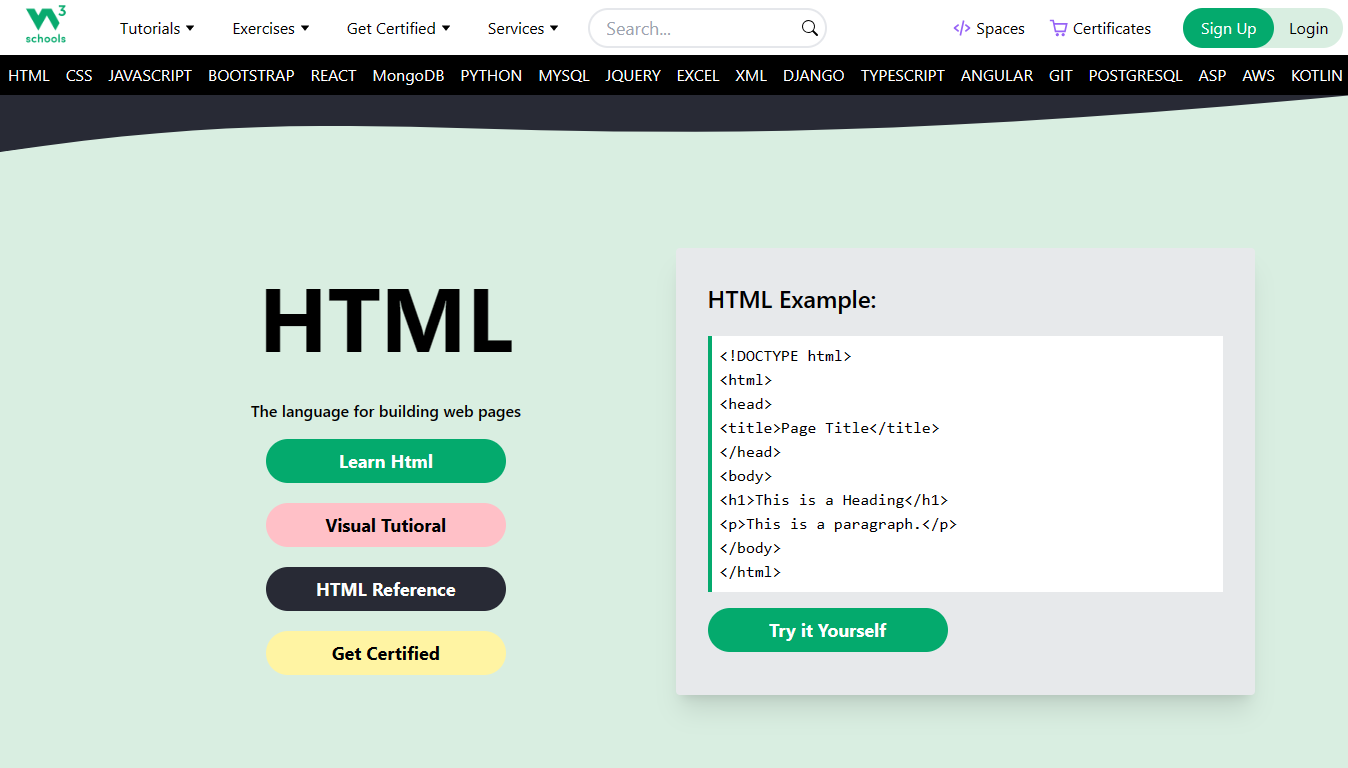 3
schools
Tutorials Exercises Get Certified Services Search... Spaces Certificates Sign Up Login
HTML CSS JAVASCRIPT BOOTSTRAP REACT MongoDB PYTHON MYSQL JQUERY EXCEL XML DJANGO TYPESCRIPT ANGULAR GIT POSTGRESQL ASP AWS KOTLIN
HTML
The language for building web pages
Learn Html
Visual Tutioral
HTML Reference
Get Certified
HTML Example:
<!DOCTYPE html>
<html>
<head>
<title>Page Title</title>
</head>
<body>
<h1>This is a Heading</h1>
<p>This is a paragraph.</p>
</body>
</html>
Try it Yourself